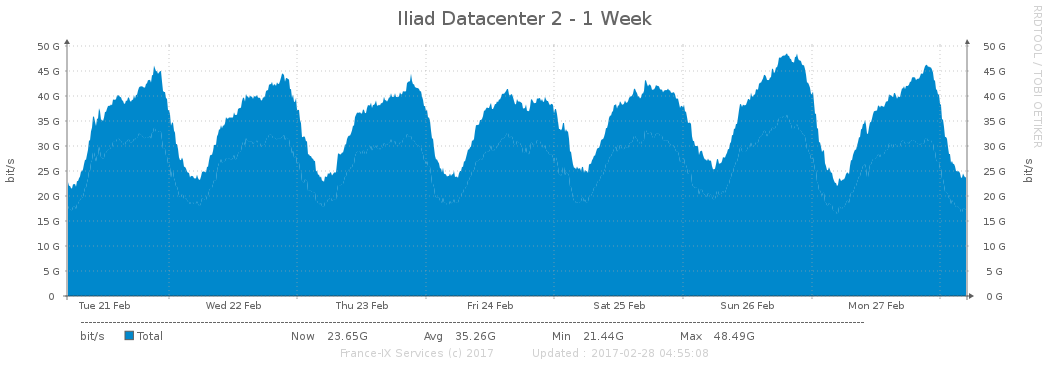 Iliad Datacenter 2 - 1 Week
RRDTOOL / TOBI OETIKER
bit/s
50 G 50 G
45 G 45 G
40 G 40 G
35 G 35 G
30 G 30 G
25 G 25 G
20 G 20 G
15 G 15 G
10 G 10 G
5 G 5 G
0 0 G
bit/s
Tue 21 Feb Wed 22 Feb Thu 23 Feb Fri 24 Feb Sat 25 Feb Sun 26 Feb Mon 27 Feb
bit/s Total Now 23.65G Avg 35.26G Min 21.44G Max 48.49G
France-IX Services (c) 2017 Updated : 2017-02-28 04:55:08